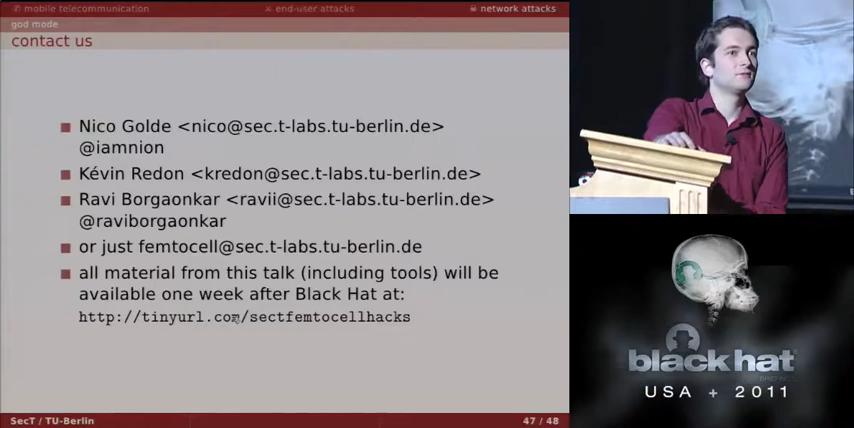 mobile telecommunication
end-user attacks
network attacks
god mode
contact us
Nico Golde <nico@sec.t-labs.tu-berlin.de>
@iamnion
Kévin Redon <kredon@sec.t-labs.tu-berlin.de>
Ravi Borgaonkar <ravii@sec.t-labs.tu-berlin.de>
@raviborgaonkar
or just femtocell@sec.t-labs.tu-berlin.de
all material from this talk (including tools) will be
available one week after Black Hat at:
http://tinyurl.com/sectfemtocellhacks
SecT / TU-Berlin
47 / 48
black hat
USA + 2011